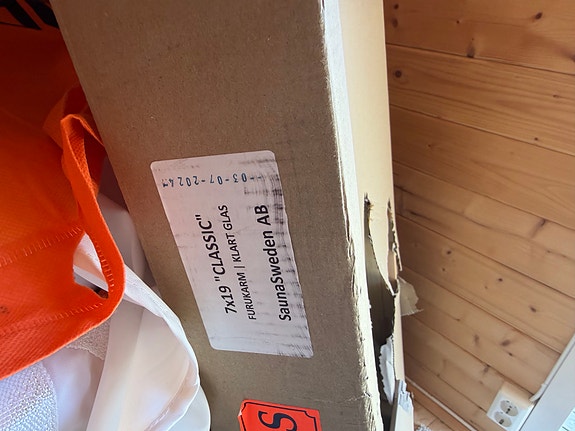 7x19 "CLASSIC"
FURUKARM | KLART GLAS
SaunaSweden AB
03-07-2024
S